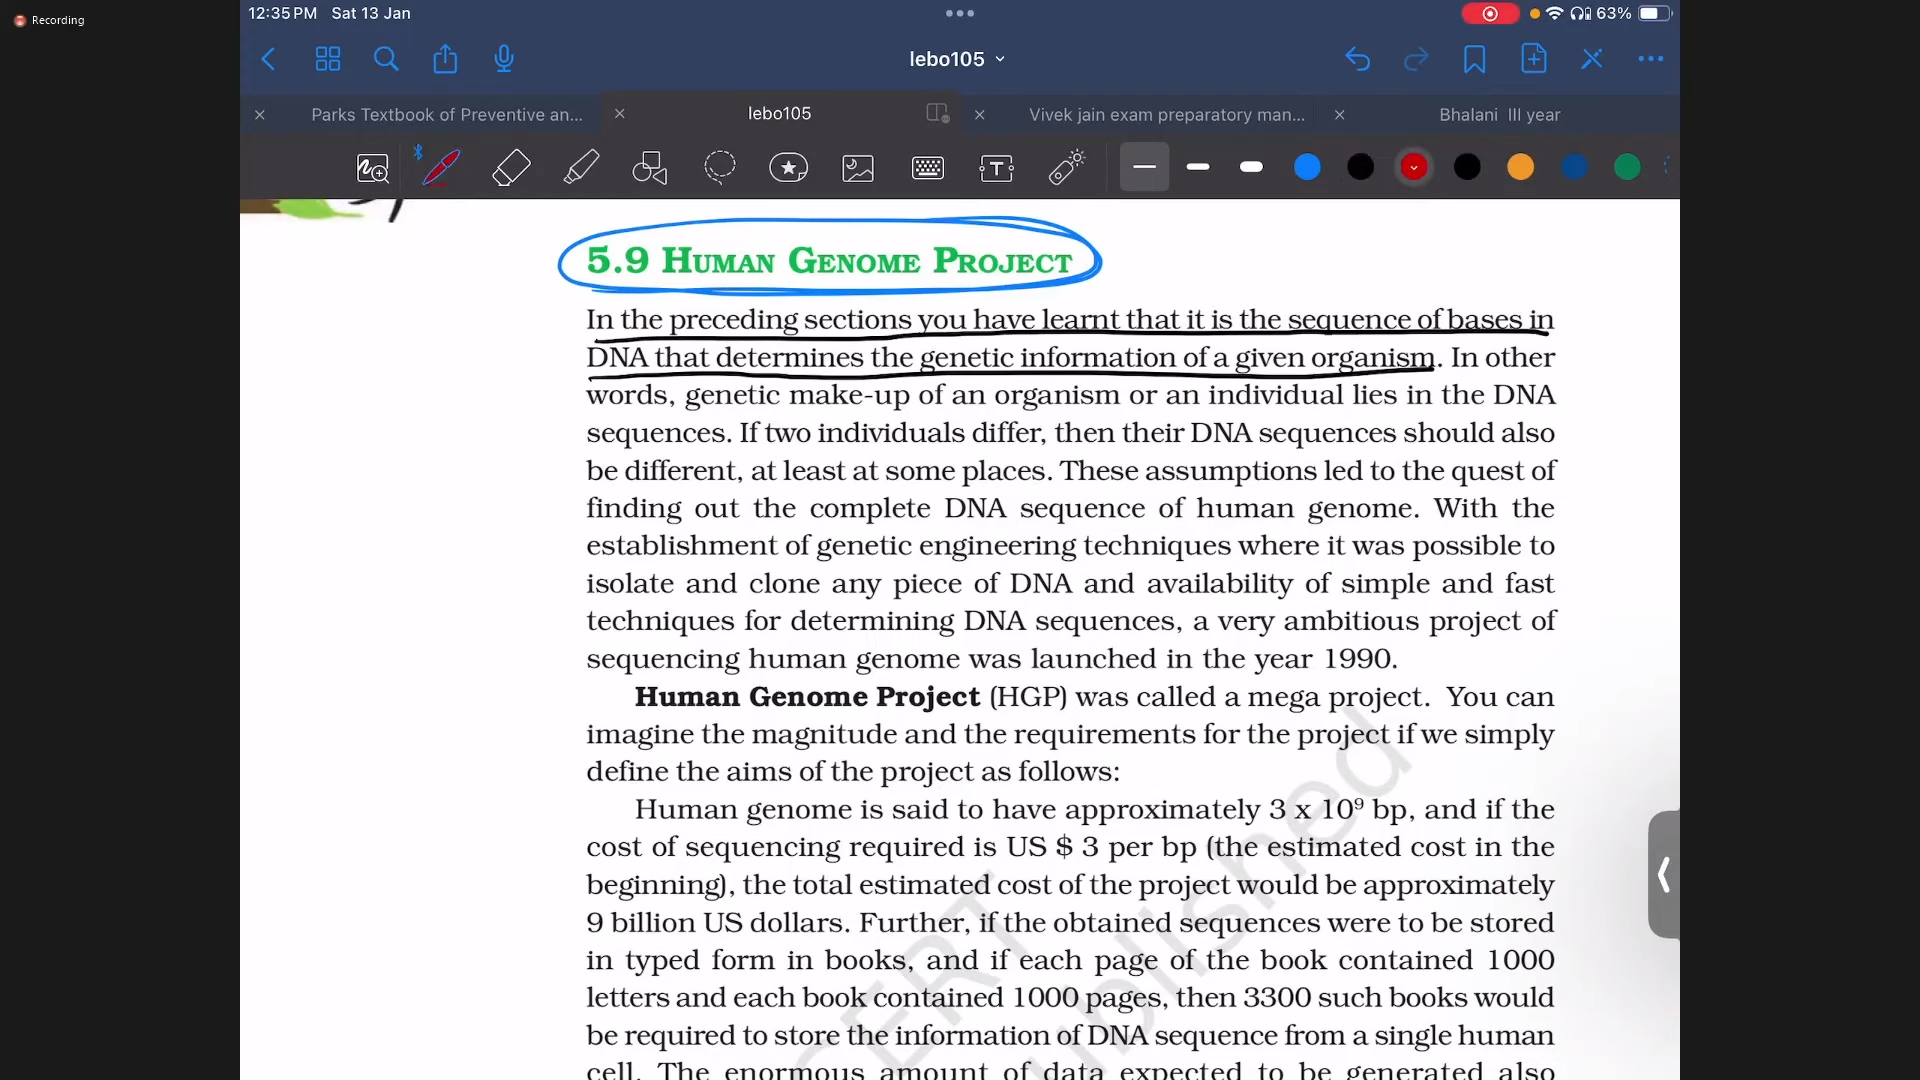 Recording
12:35 PM Sat 13 Jan
63%
lebo105
Parks Textbook of Preventive an...
lebo105
Vivek jain exam preparatory man...
Bhalani III year
5.9 HUMAN GENOME PROJECT
In the preceding sections you have learnt that it is the sequence of bases in
DNA that determines the genetic information of a given organism. In other
words, genetic make-up of an organism or an individual lies in the DNA
sequences. If two individuals differ, then their DNA sequences should also
be different, at least at some places. These assumptions led to the quest of
finding out the complete DNA sequence of human genome. With the
establishment of genetic engineering techniques where it was possible to
isolate and clone any piece of DNA and availability of simple and fast
techniques for determining DNA sequences, a very ambitious project of
sequencing human genome was launched in the year 1990.
Human Genome Project (HGP) was called a mega project. You can
imagine the magnitude and the requirements for the project if we simply
define the aims of the project as follows:
Human genome is said to have approximately 3 x 10⁹ bp, and if the
cost of sequencing required is US $ 3 per bp (the estimated cost in the
beginning), the total estimated cost of the project would be approximately
9 billion US dollars. Further, if the obtained sequences were to be stored
in typed form in books, and if each page of the book contained 1000
letters and each book contained 1000 pages, then 3300 such books would
be required to store the information of DNA sequence from a single human
cell. The enormous amount of data expected to be generated also